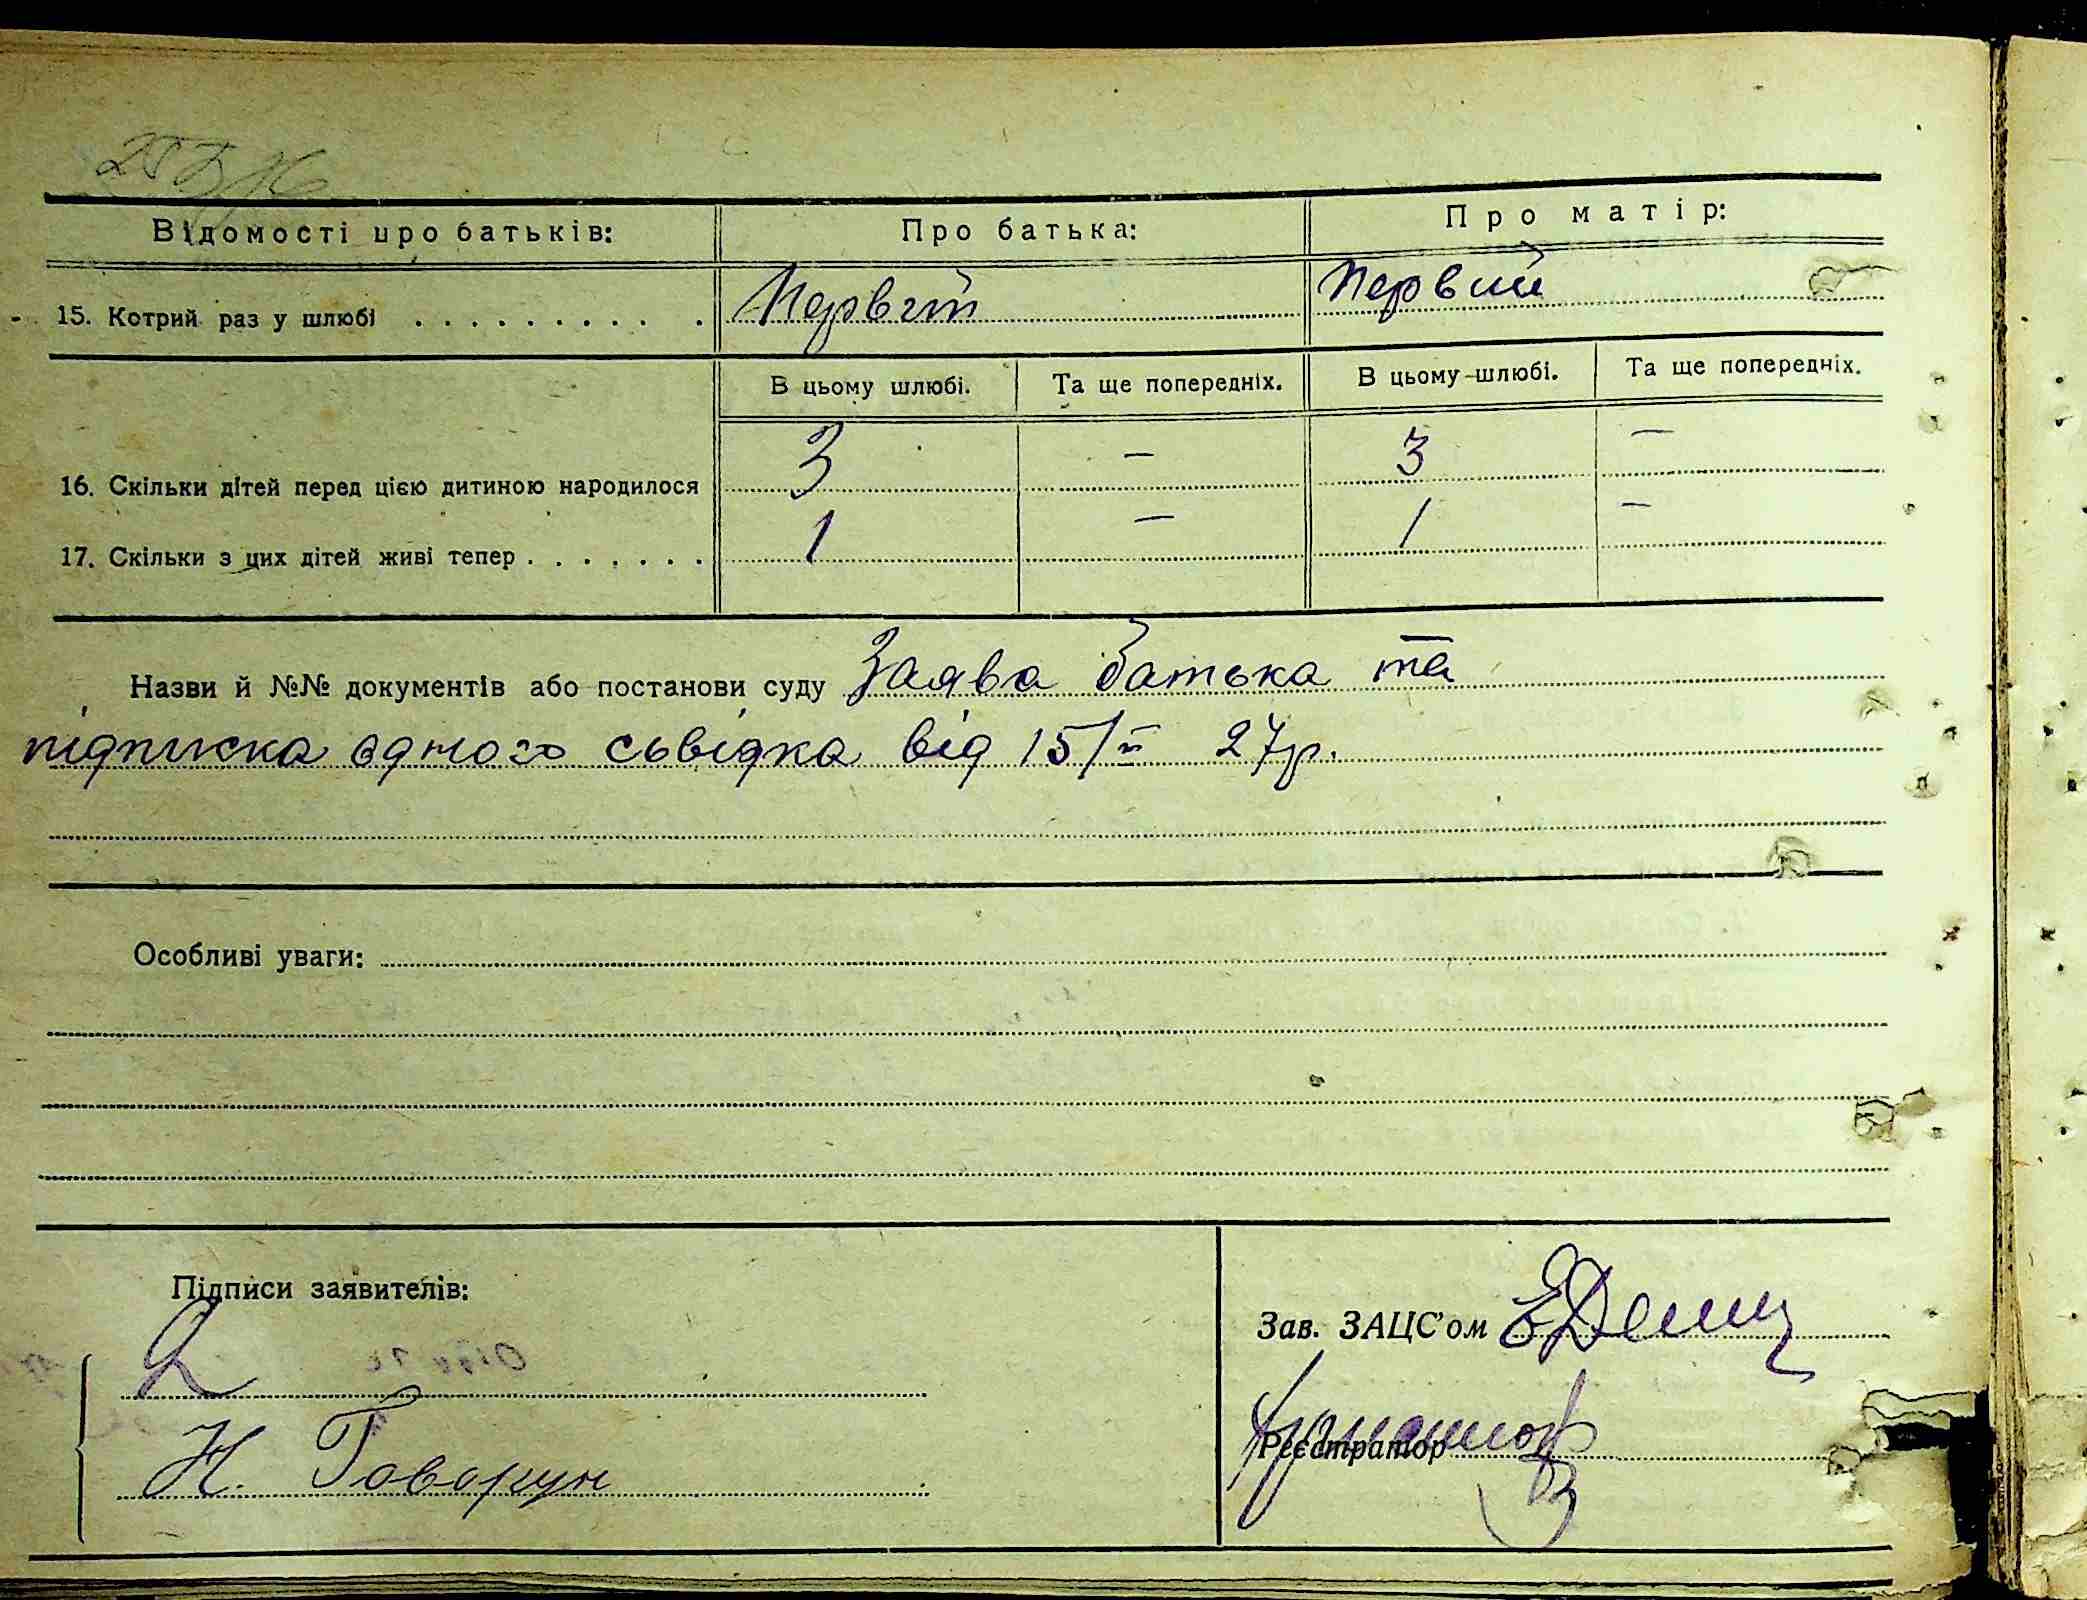 Відомості про батьків: Про батька: Про матір:
15. Котрий раз у шлюбі . . . . . . . . . . Первий Первий
В цьому шлюбі. Та ще попередніх. В цьому шлюбі. Та ще попередніх.
16. Скільки дітей перед цією дитиною народилося 3 — 3 —
17. Скільки з цих дітей живі тепер . . . . . . . 1 — 1 —
Назви й №№ документів або постанови суду Заява батька та
підписка одного сьвідка від 15/ 27р.
Особливі уваги:
Підписи заявителів:
Зав. ЗАЦС'ом
Н. Говорун
Реєстратор